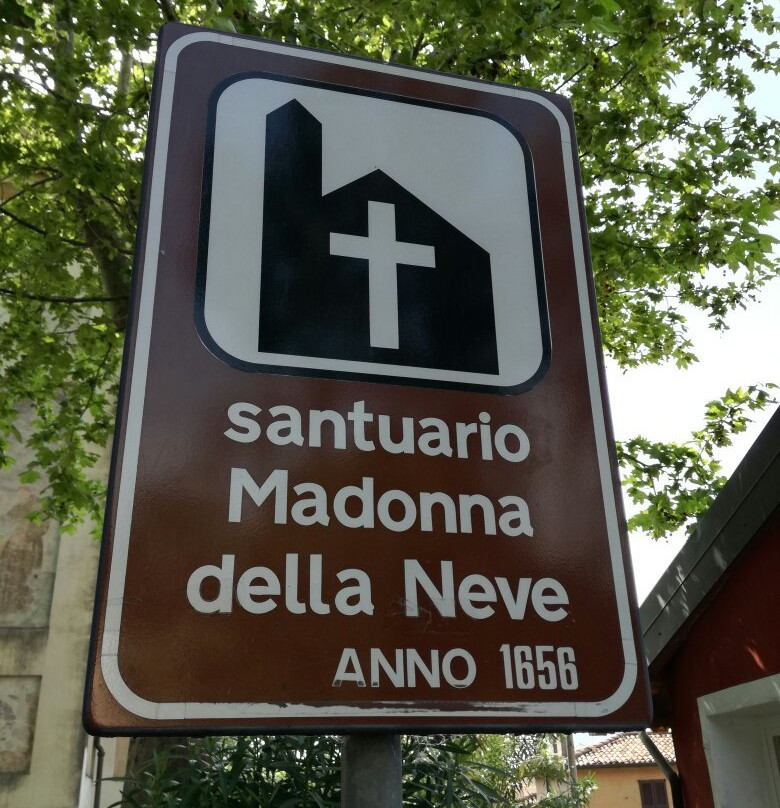 santuario
Madonna
della Neve
ANNO 1656